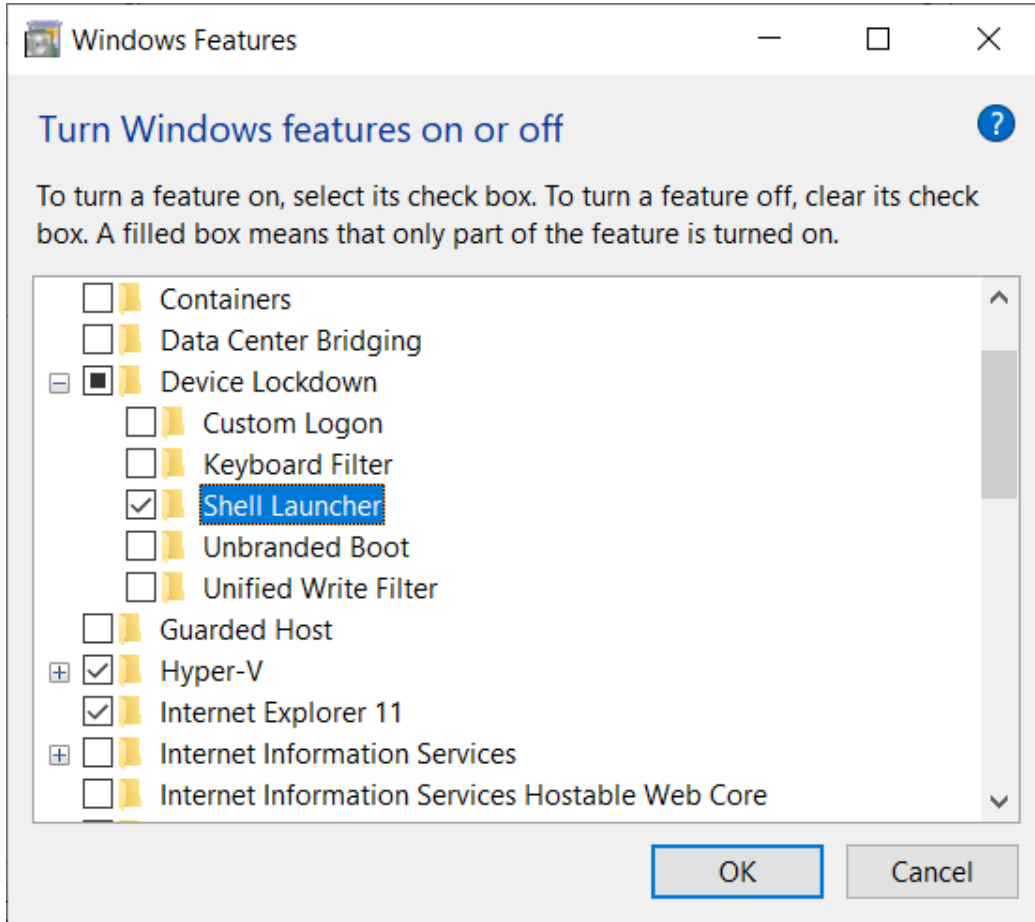 Windows Features
Turn Windows features on or off
?
To turn a feature on, select its check box. To turn a feature off, clear its check
box. A filled box means that only part of the feature is turned on.
Containers
Data Center Bridging
Device Lockdown
Custom Logon
Keyboard Filter
Shell Launcher
Unbranded Boot
Unified Write Filter
Guarded Host
Hyper-V
Internet Explorer 11
Internet Information Services
Internet Information Services Hostable Web Core
OK Cancel